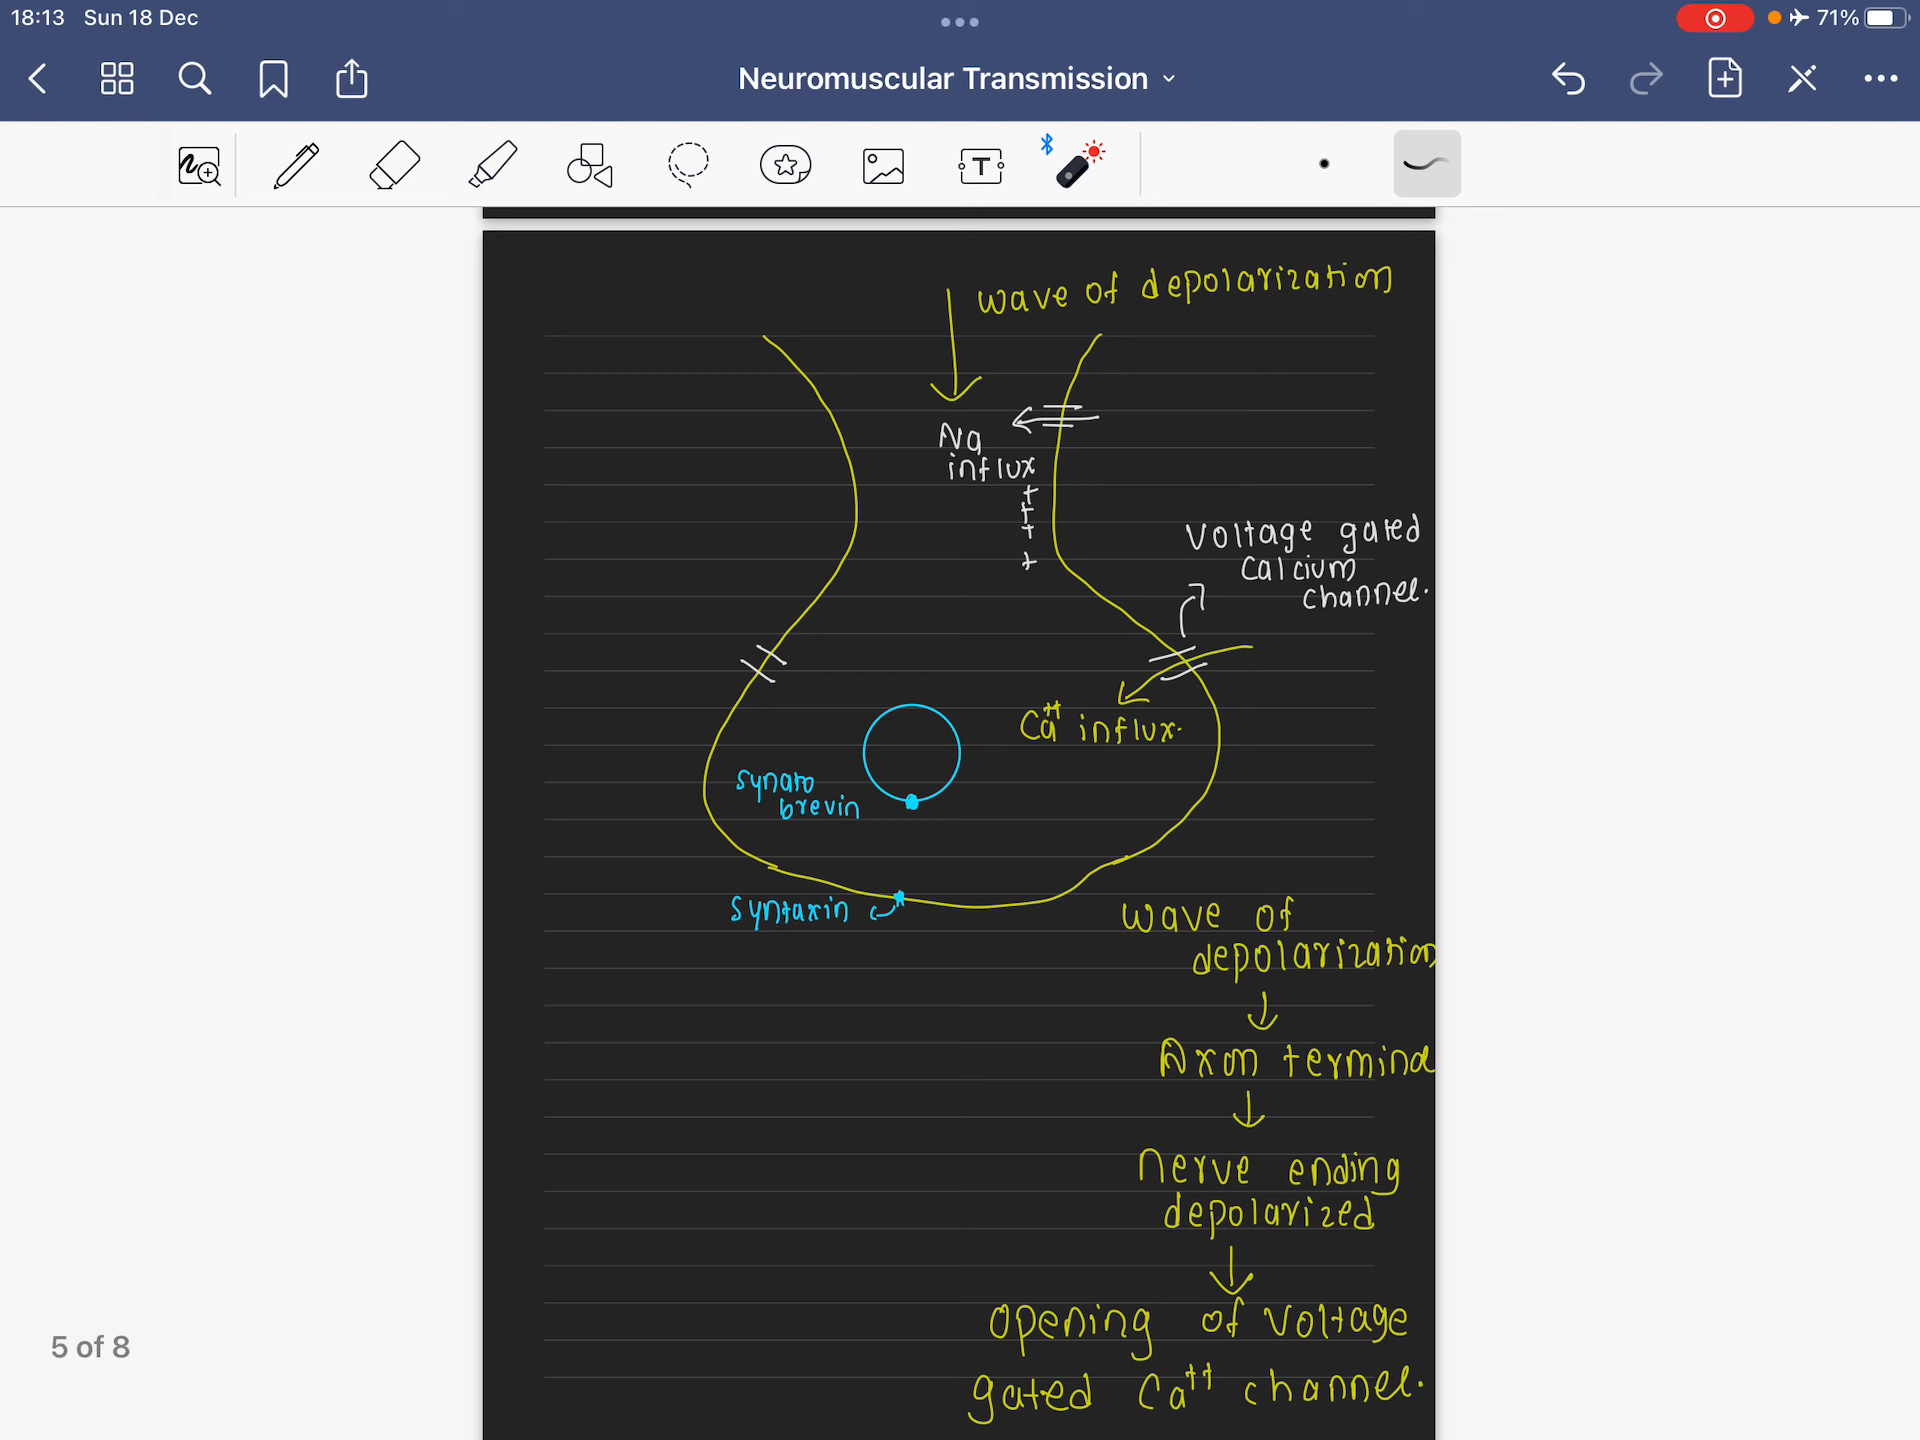 18:13 Sun 18 Dec
71%
Neuromuscular Transmission
T
wave of depolarization
Na
influx
+
+
+
+
Voltage gated
Calcium
channel.
Ca++ influx.
synapto
brevin
syntaxin
wave of
depolarization
Axon terminal
nerve ending
depolarized
opening of voltage
gated Ca++ channel.
5 of 8